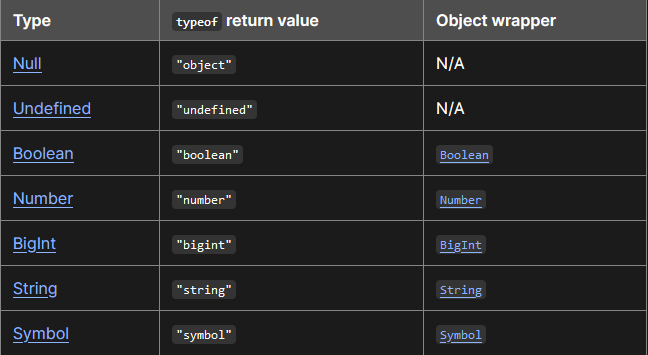 Type typeof return value Object wrapper
Null "object" N/A
Undefined "undefined" N/A
Boolean "boolean" Boolean
Number "number" Number
BigInt "bigint" BigInt
String "string" String
Symbol "symbol" Symbol